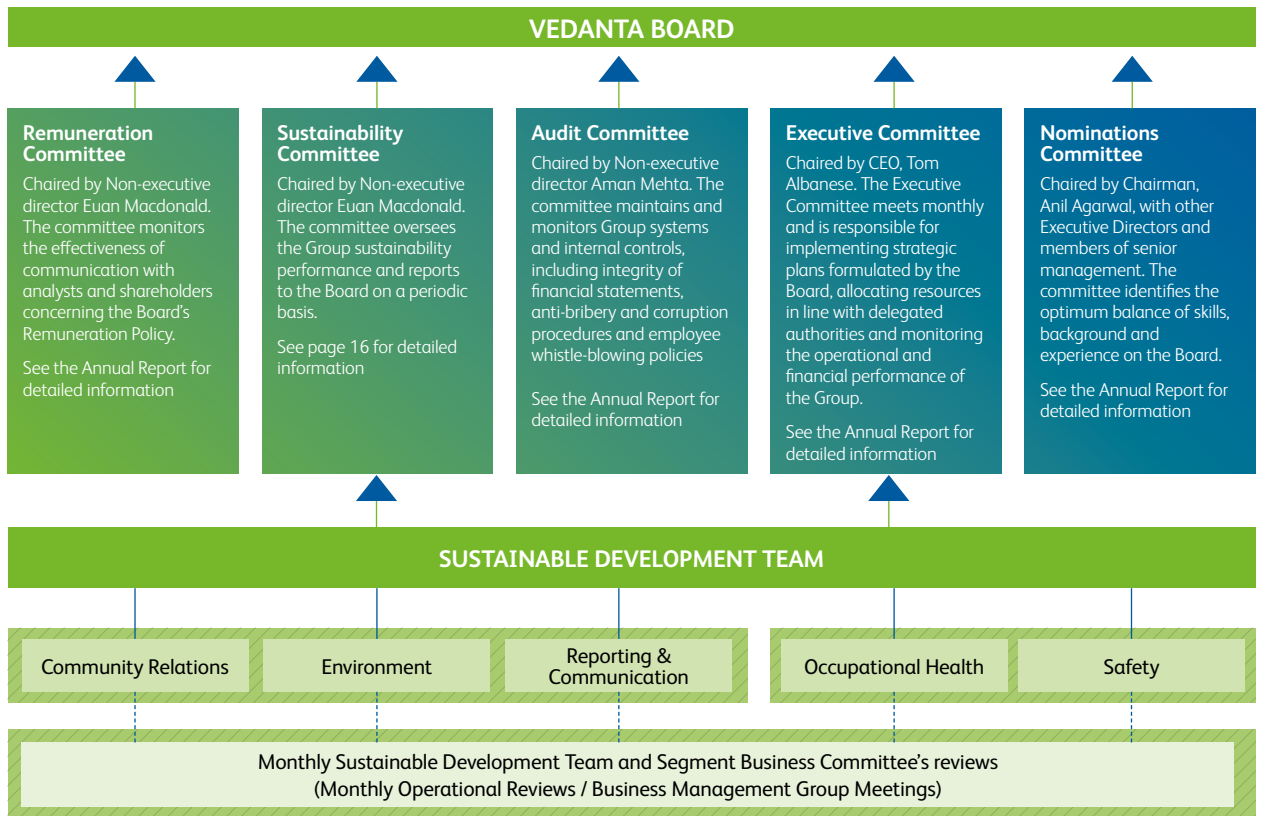 VEDANTA BOARD
Remuneration
Committee
Chaired by Non-executive
director Euan Macdonald.
The committee monitors
the effectiveness of
communication with
analysts and shareholders
concerning the Board's
Remuneration Policy.
See the Annual Report for
detailed information
Sustainability
Committee
Chaired by Non-executive
director Euan Macdonald.
The committee oversees
the Group sustainability
performance and reports
to the Board on a periodic
basis.
See page 16 for detailed
information
Audit Committee
Chaired by Non-executive
director Aman Mehta. The
committee maintains and
monitors Group systems
and internal controls,
including integrity of
financial statements,
anti-bribery and corruption
procedures and employee
whistle-blowing policies
See the Annual Report for
detailed information
Executive Committee
Chaired by CEO, Tom
Albanese. The Executive
Committee meets monthly
and is responsible for
implementing strategic
plans formulated by the
Board, allocating resources
in line with delegated
authorities and monitoring
the operational and
financial performance of
the Group.
See the Annual Report for
detailed information
Nominations
Committee
Chaired by Chairman,
Anil Agarwal, with other
Executive Directors and
members of senior
management. The
committee identifies the
optimum balance of skills,
background and
experience on the Board.
See the Annual Report for
detailed information
SUSTAINABLE DEVELOPMENT TEAM
Community Relations
Environment
Reporting &
Communication
Occupational Health
Safety
Monthly Sustainable Development Team and Segment Business Committee's reviews
(Monthly Operational Reviews / Business Management Group Meetings)